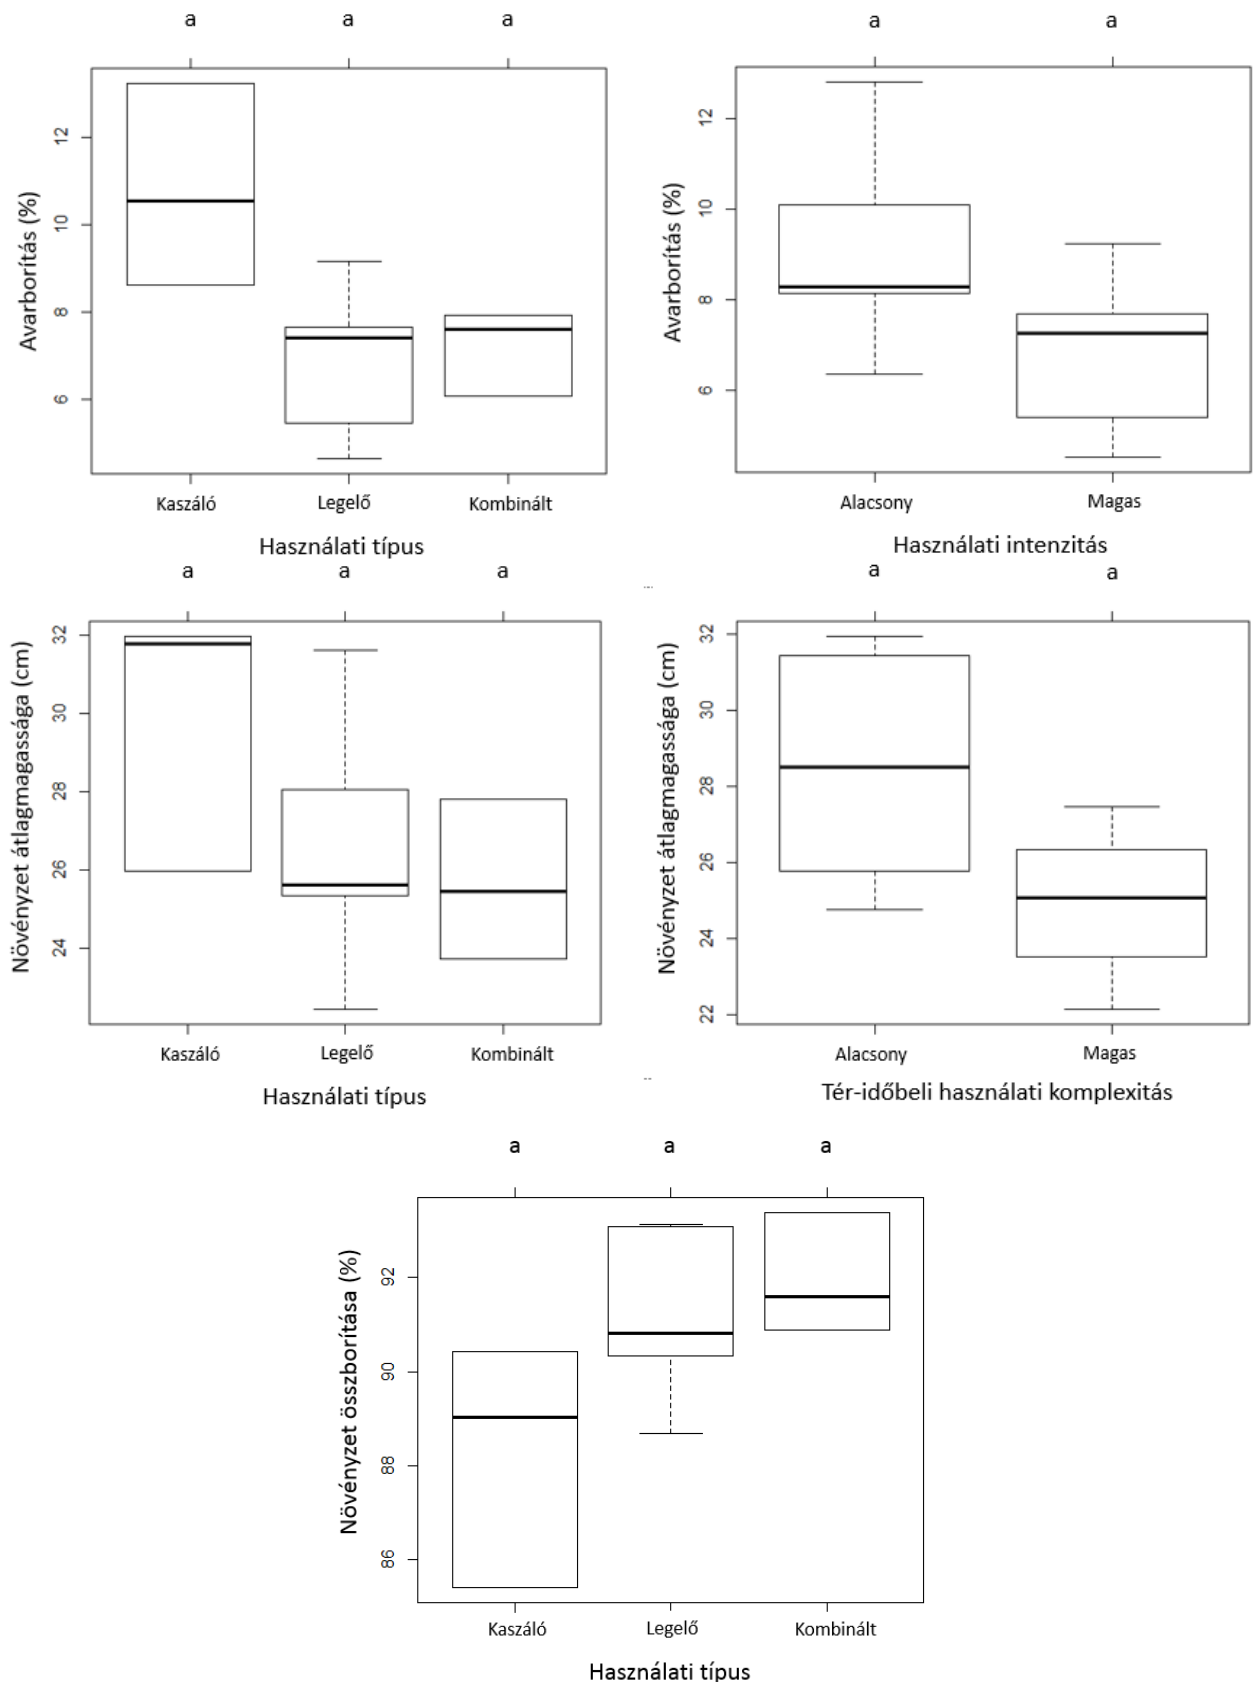 a a a
Avarborítás (%)
12
10
8
6
Kaszáló Legelő Kombinált
Használati típus
a a
Avarborítás (%)
12
10
8
6
Alacsony Magas
Használati intenzitás
a a a
Növényzet átlagmagassága (cm)
32
30
28
26
24
Kaszáló Legelő Kombinált
Használati típus
a a
Növényzet átlagmagassága (cm)
32
30
28
26
24
22
Alacsony Magas
Tér-időbeli használati komplexitás
a a a
Növényzet összborítása (%)
92
90
88
86
Kaszáló Legelő Kombinált
Használati típus